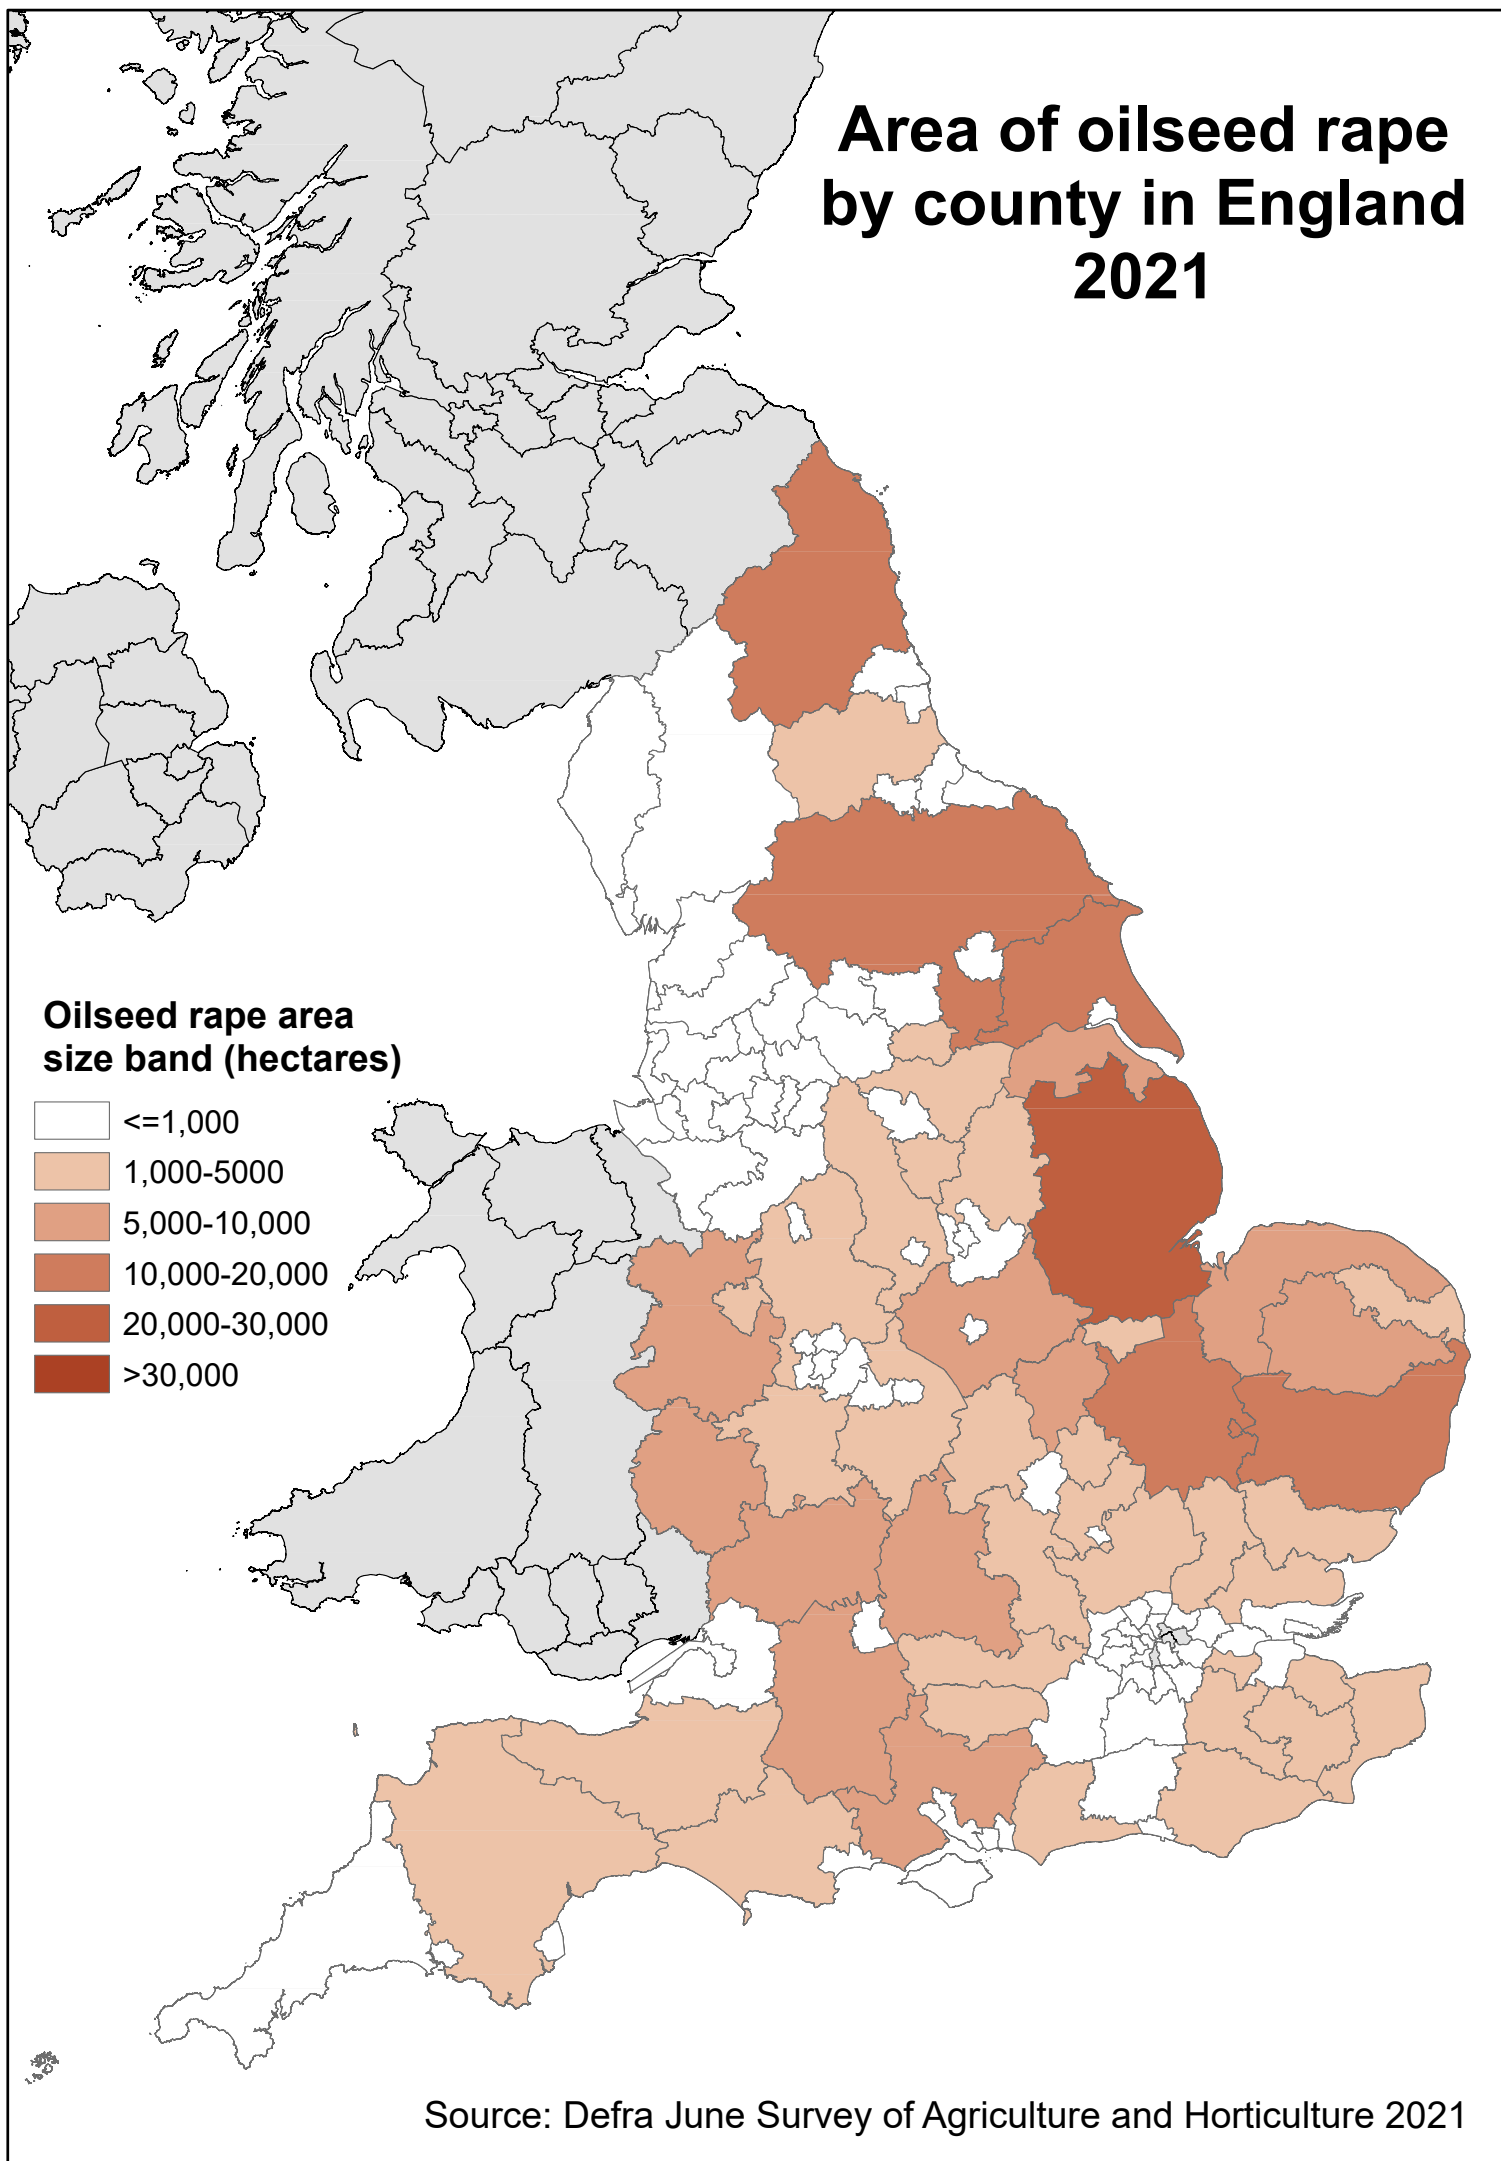 Area of oilseed rape
by county in England
2021
Oilseed rape area
size band (hectares)
<=1,000
1,000-5000
5,000-10,000
10,000-20,000
20,000-30,000
>30,000
Source: Defra June Survey of Agriculture and Horticulture 2021